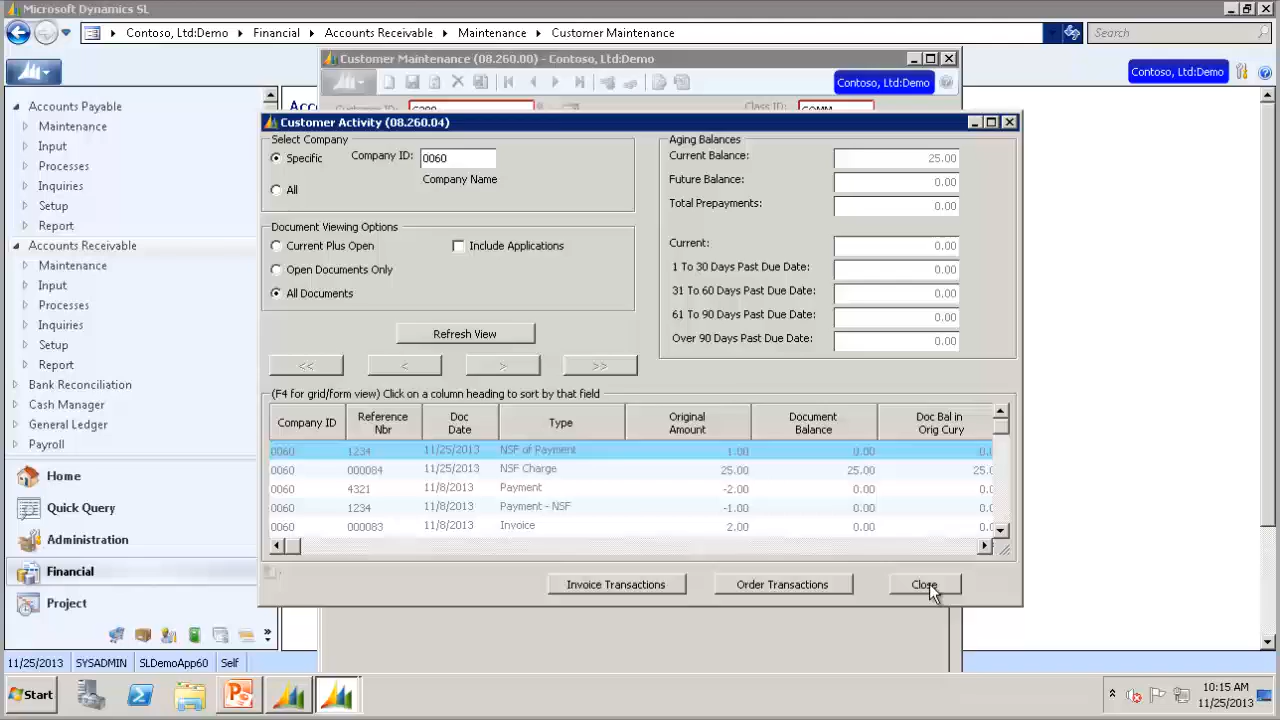 Microsoft Dynamics SL
Contoso, Ltd:Demo
Financial
Accounts Receivable
Maintenance
Customer Maintenance
Search
Customer Maintenance (08.260.00) - Contoso, Ltd:Demo
Contoso, Ltd:Demo
Contoso, Ltd:Demo
Accounts Payable
Maintenance
Input
Processes
Inquiries
Setup
Report
Accounts Receivable
Maintenance
Input
Processes
Inquiries
Setup
Report
Bank Reconciliation
Cash Manager
General Ledger
Payroll
Home
Quick Query
Administration
Financial
Project
Customer Activity (08.260.04)
Select Company
Specific
Company ID: 0060
Company Name
All
Document Viewing Options
Current Plus Open
Include Applications
Open Documents Only
All Documents
Refresh View
<< < > >>
Aging Balances
Current Balance: 25.00
Future Balance: 0.00
Total Prepayments: 0.00
Current: 0.00
1 To 30 Days Past Due Date: 0.00
31 To 60 Days Past Due Date: 0.00
61 To 90 Days Past Due Date: 0.00
Over 90 Days Past Due Date: 0.00
(F4 for grid/form view) Click on a column heading to sort by that field
Company ID Reference Nbr Doc Date Type Original Amount Document Balance Doc Bal in Orig Cury
0060 1234 11/25/2013 NSF of Payment 1.00 0.00 0.0
0060 000084 11/25/2013 NSF Charge 25.00 25.00 25.0
0060 4321 11/8/2013 Payment -2.00 0.00 0.0
0060 1234 11/8/2013 Payment - NSF -1.00 0.00 0.0
0060 000083 11/8/2013 Invoice 2.00 0.00 0.0
Invoice Transactions
Order Transactions
Close
11/25/2013 SYSADMIN SLDemoApp60 Self
Start
10:15 AM
11/25/2013